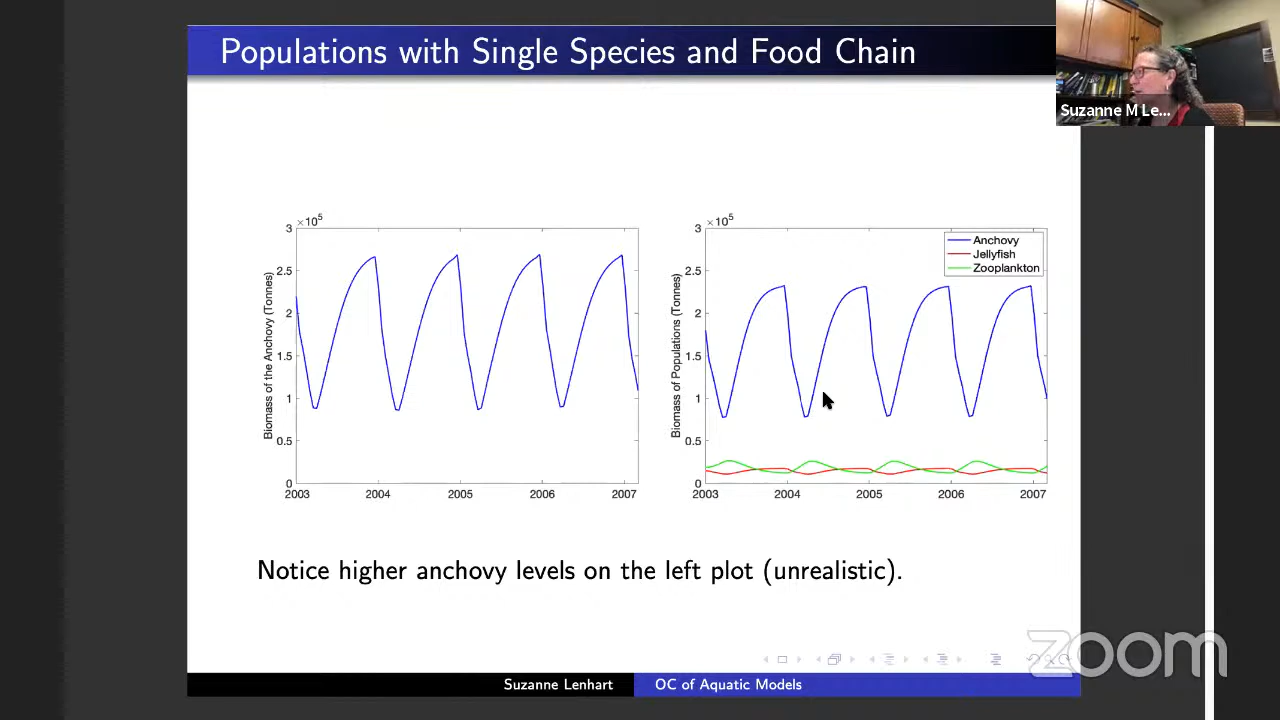 Populations with Single Species and Food Chain
Suzanne M Le...
×10⁵
3
2.5
2
1.5
1
0.5
0
2003 2004 2005 2006 2007
Biomass of the Anchovy (Tonnes)
×10⁵
3
2.5
2
1.5
1
0.5
0
2003 2004 2005 2006 2007
Biomass of Populations (Tonnes)
Anchovy
Jellyfish
Zooplankton
Notice higher anchovy levels on the left plot (unrealistic).
zoom
Suzanne Lenhart OC of Aquatic Models